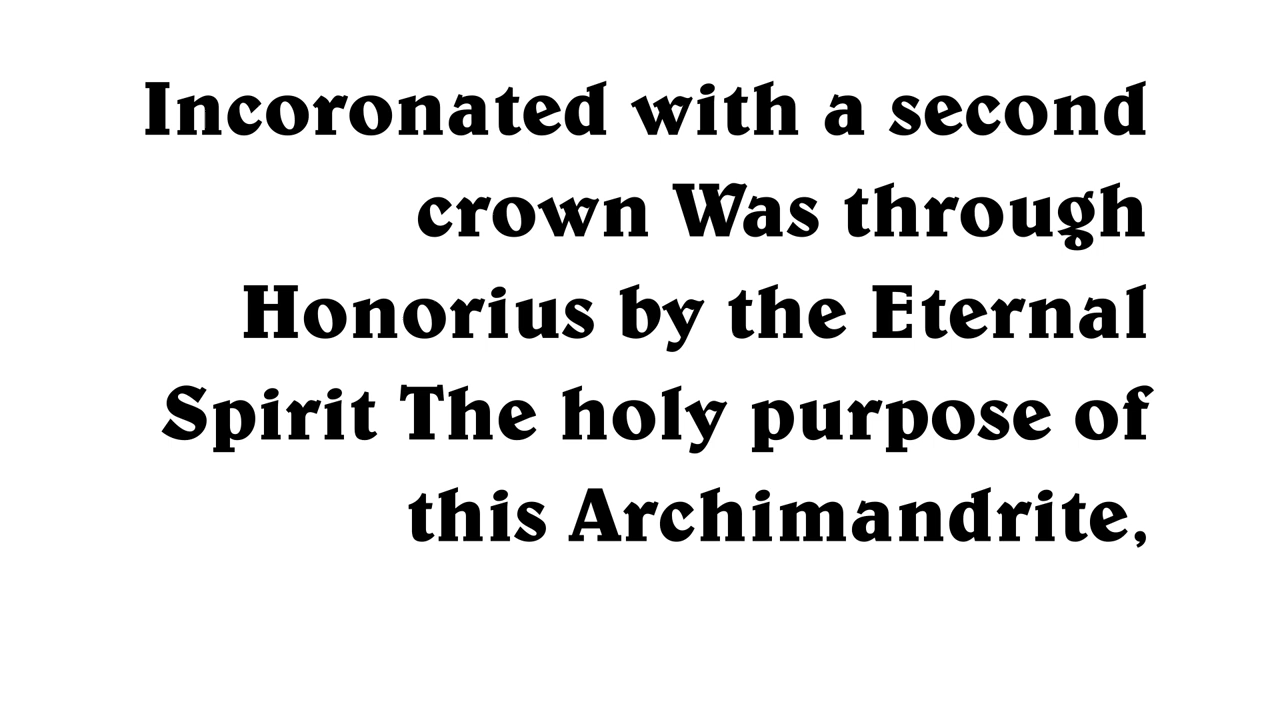 Incoronated with a second
crown Was through
Honorius by the Eternal
Spirit The holy purpose of
this Archimandrite,